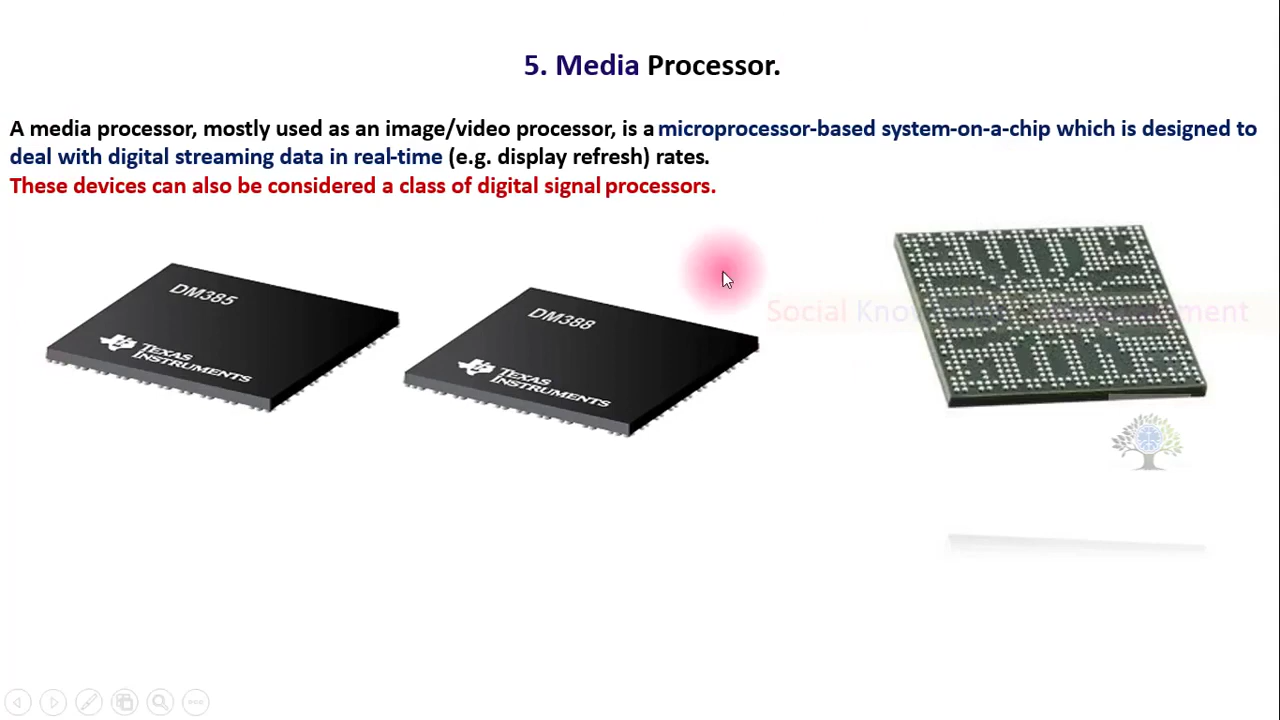 5. Media Processor.
A media processor, mostly used as an image/video processor, is a microprocessor-based system-on-a-chip which is designed to
deal with digital streaming data in real-time (e.g. display refresh) rates.
These devices can also be considered a class of digital signal processors.
DM385
TEXAS
INSTRUMENTS
DM388
TEXAS
INSTRUMENTS
Social